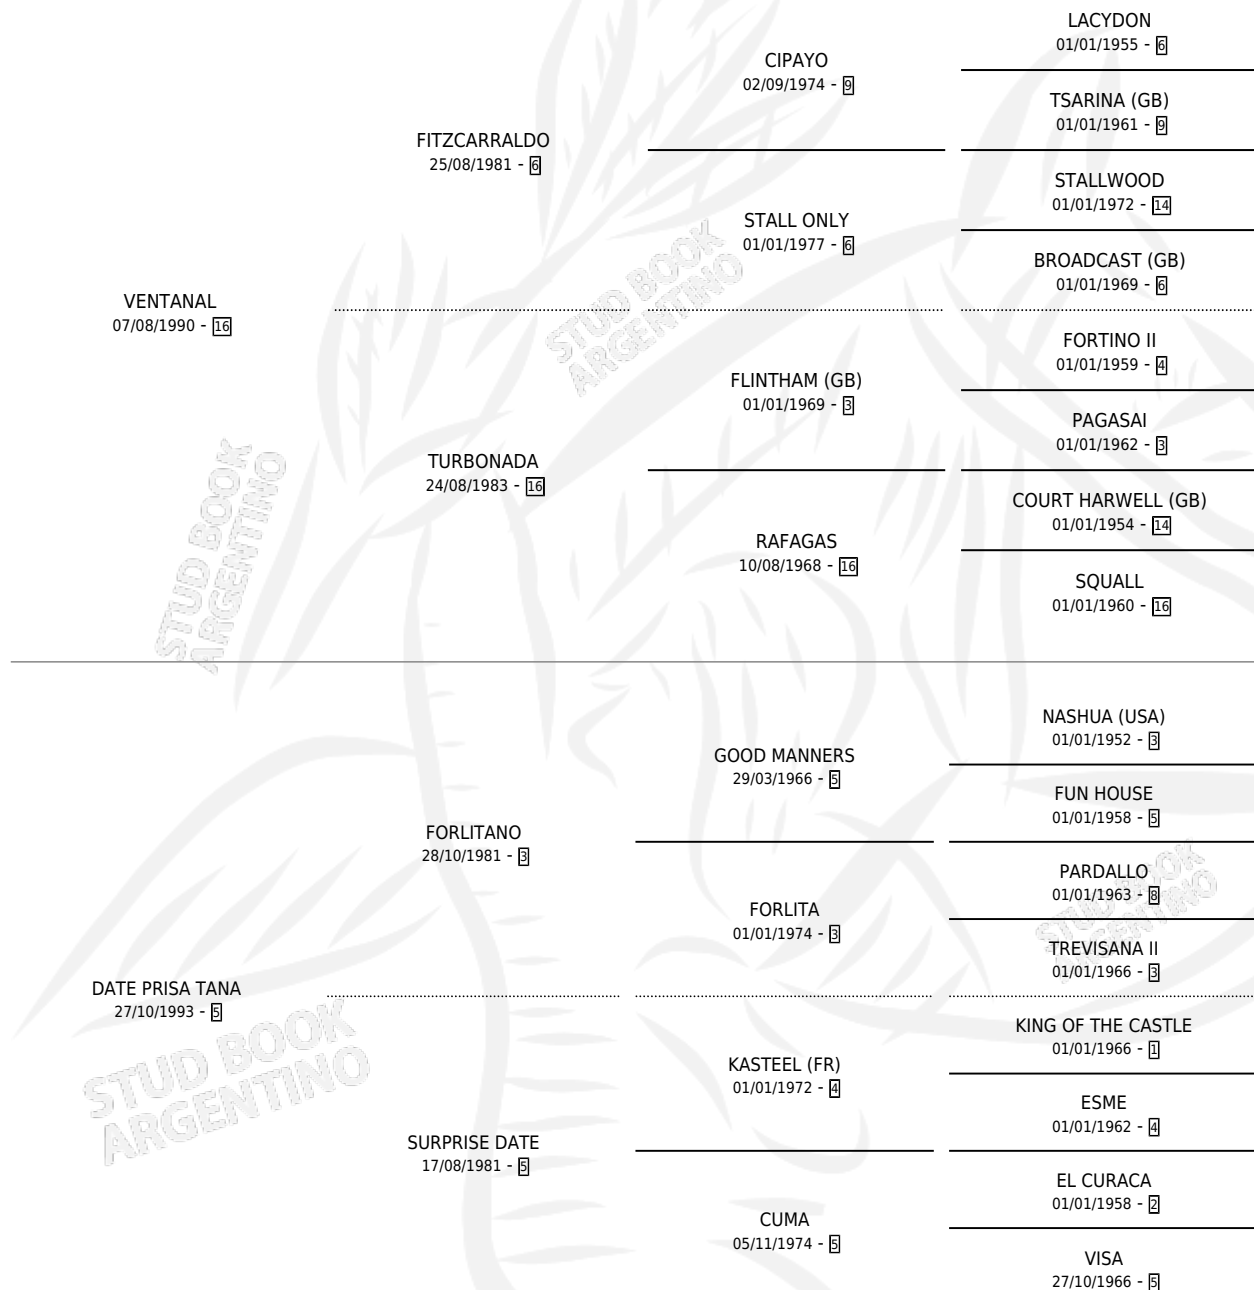 LACYDON
01/01/1955 - 6
CIPAYO
02/09/1974 - 9
TSARINA (GB)
01/01/1961 - 9
FITZCARRALDO
25/08/1981 - 6
STALLWOOD
01/01/1972 - 14
STALL ONLY
01/01/1977 - 6
BROADCAST (GB)
01/01/1969 - 6
VENTANAL
07/08/1990 - 16
FORTINO II
01/01/1959 - 4
FLINTHAM (GB)
01/01/1969 - 3
PAGASAI
01/01/1962 - 3
TURBONADA
24/08/1983 - 16
COURT HARWELL (GB)
01/01/1954 - 14
RAFAGAS
10/08/1968 - 16
SQUALL
01/01/1960 - 16
STUD BOOK
ARGENTINO
STUD BOOK
ARGENTINO
NASHUA (USA)
01/01/1952 - 3
GOOD MANNERS
29/03/1966 - 5
FUN HOUSE
01/01/1958 - 5
FORLITANO
28/10/1981 - 3
PARDALLO
01/01/1963 - 8
FORLITA
01/01/1974 - 3
TREVISANA II
01/01/1966 - 3
DATE PRISA TANA
27/10/1993 - 5
KING OF THE CASTLE
01/01/1966 - 1
KASTEEL (FR)
01/01/1972 - 4
ESME
01/01/1962 - 4
SURPRISE DATE
17/08/1981 - 5
EL CURACA
01/01/1958 - 2
CUMA
05/11/1974 - 5
VISA
27/10/1966 - 5
STUD BOOK
ARGENTINO
STUD BOOK
ARGENTINO